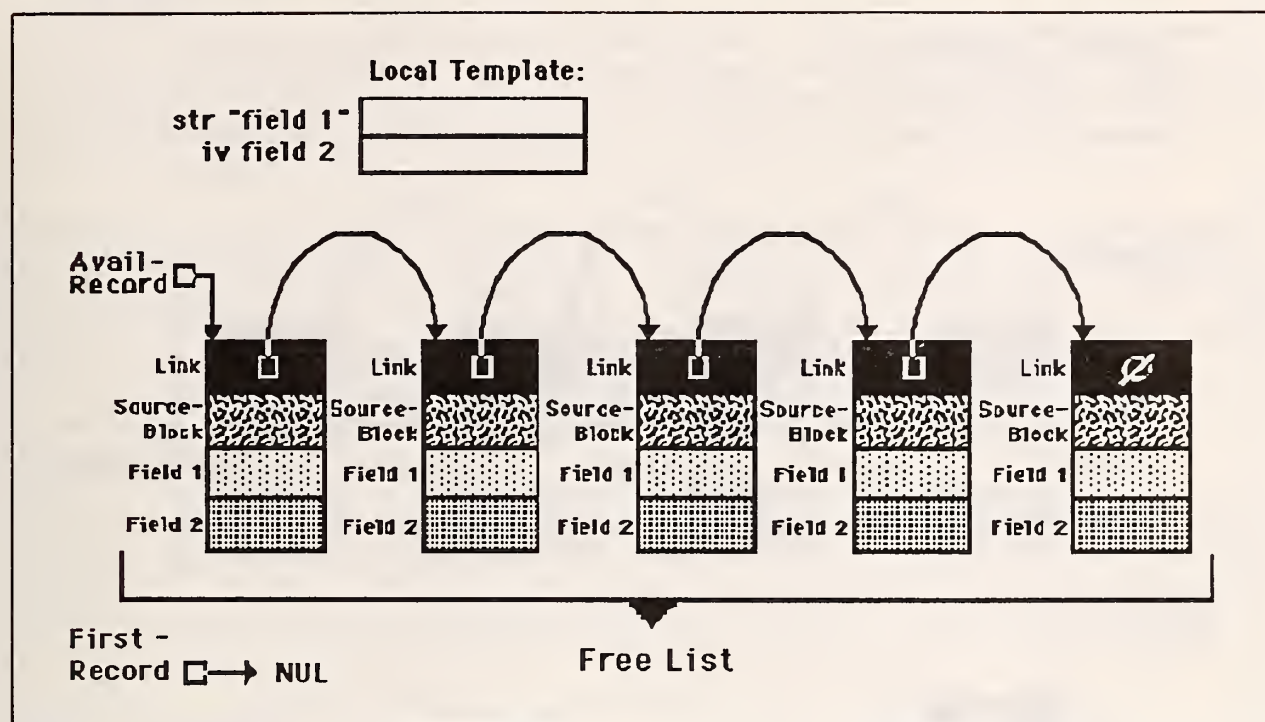 Local Template:
str "field 1"
iv field 2
Avail-
Record
Link
Link
Link
Link
Link
Source-
Block
Source-
Block
Source-
Block
Source-
Block
Source-
Block
Field 1
Field 1
Field 1
Field 1
Field 1
Field 2
Field 2
Field 2
Field 2
Field 2
First -
Record
NUL
Free List